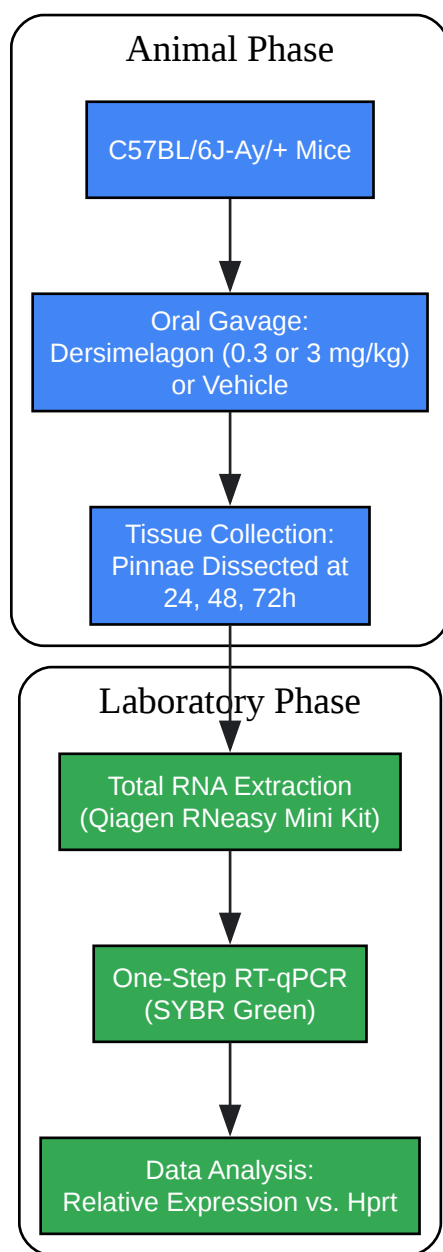 Animal Phase
C57BL/6J-Ay/+ Mice
Oral Gavage:
Dersimelagon (0.3 or 3 mg/kg)
or Vehicle
Tissue Collection:
Pinnae Dissected at
24, 48, 72h
Laboratory Phase
Total RNA Extraction
(Qiagen RNeasy Mini Kit)
One-Step RT-qPCR
(SYBR Green)
Data Analysis:
Relative Expression vs. Hprt